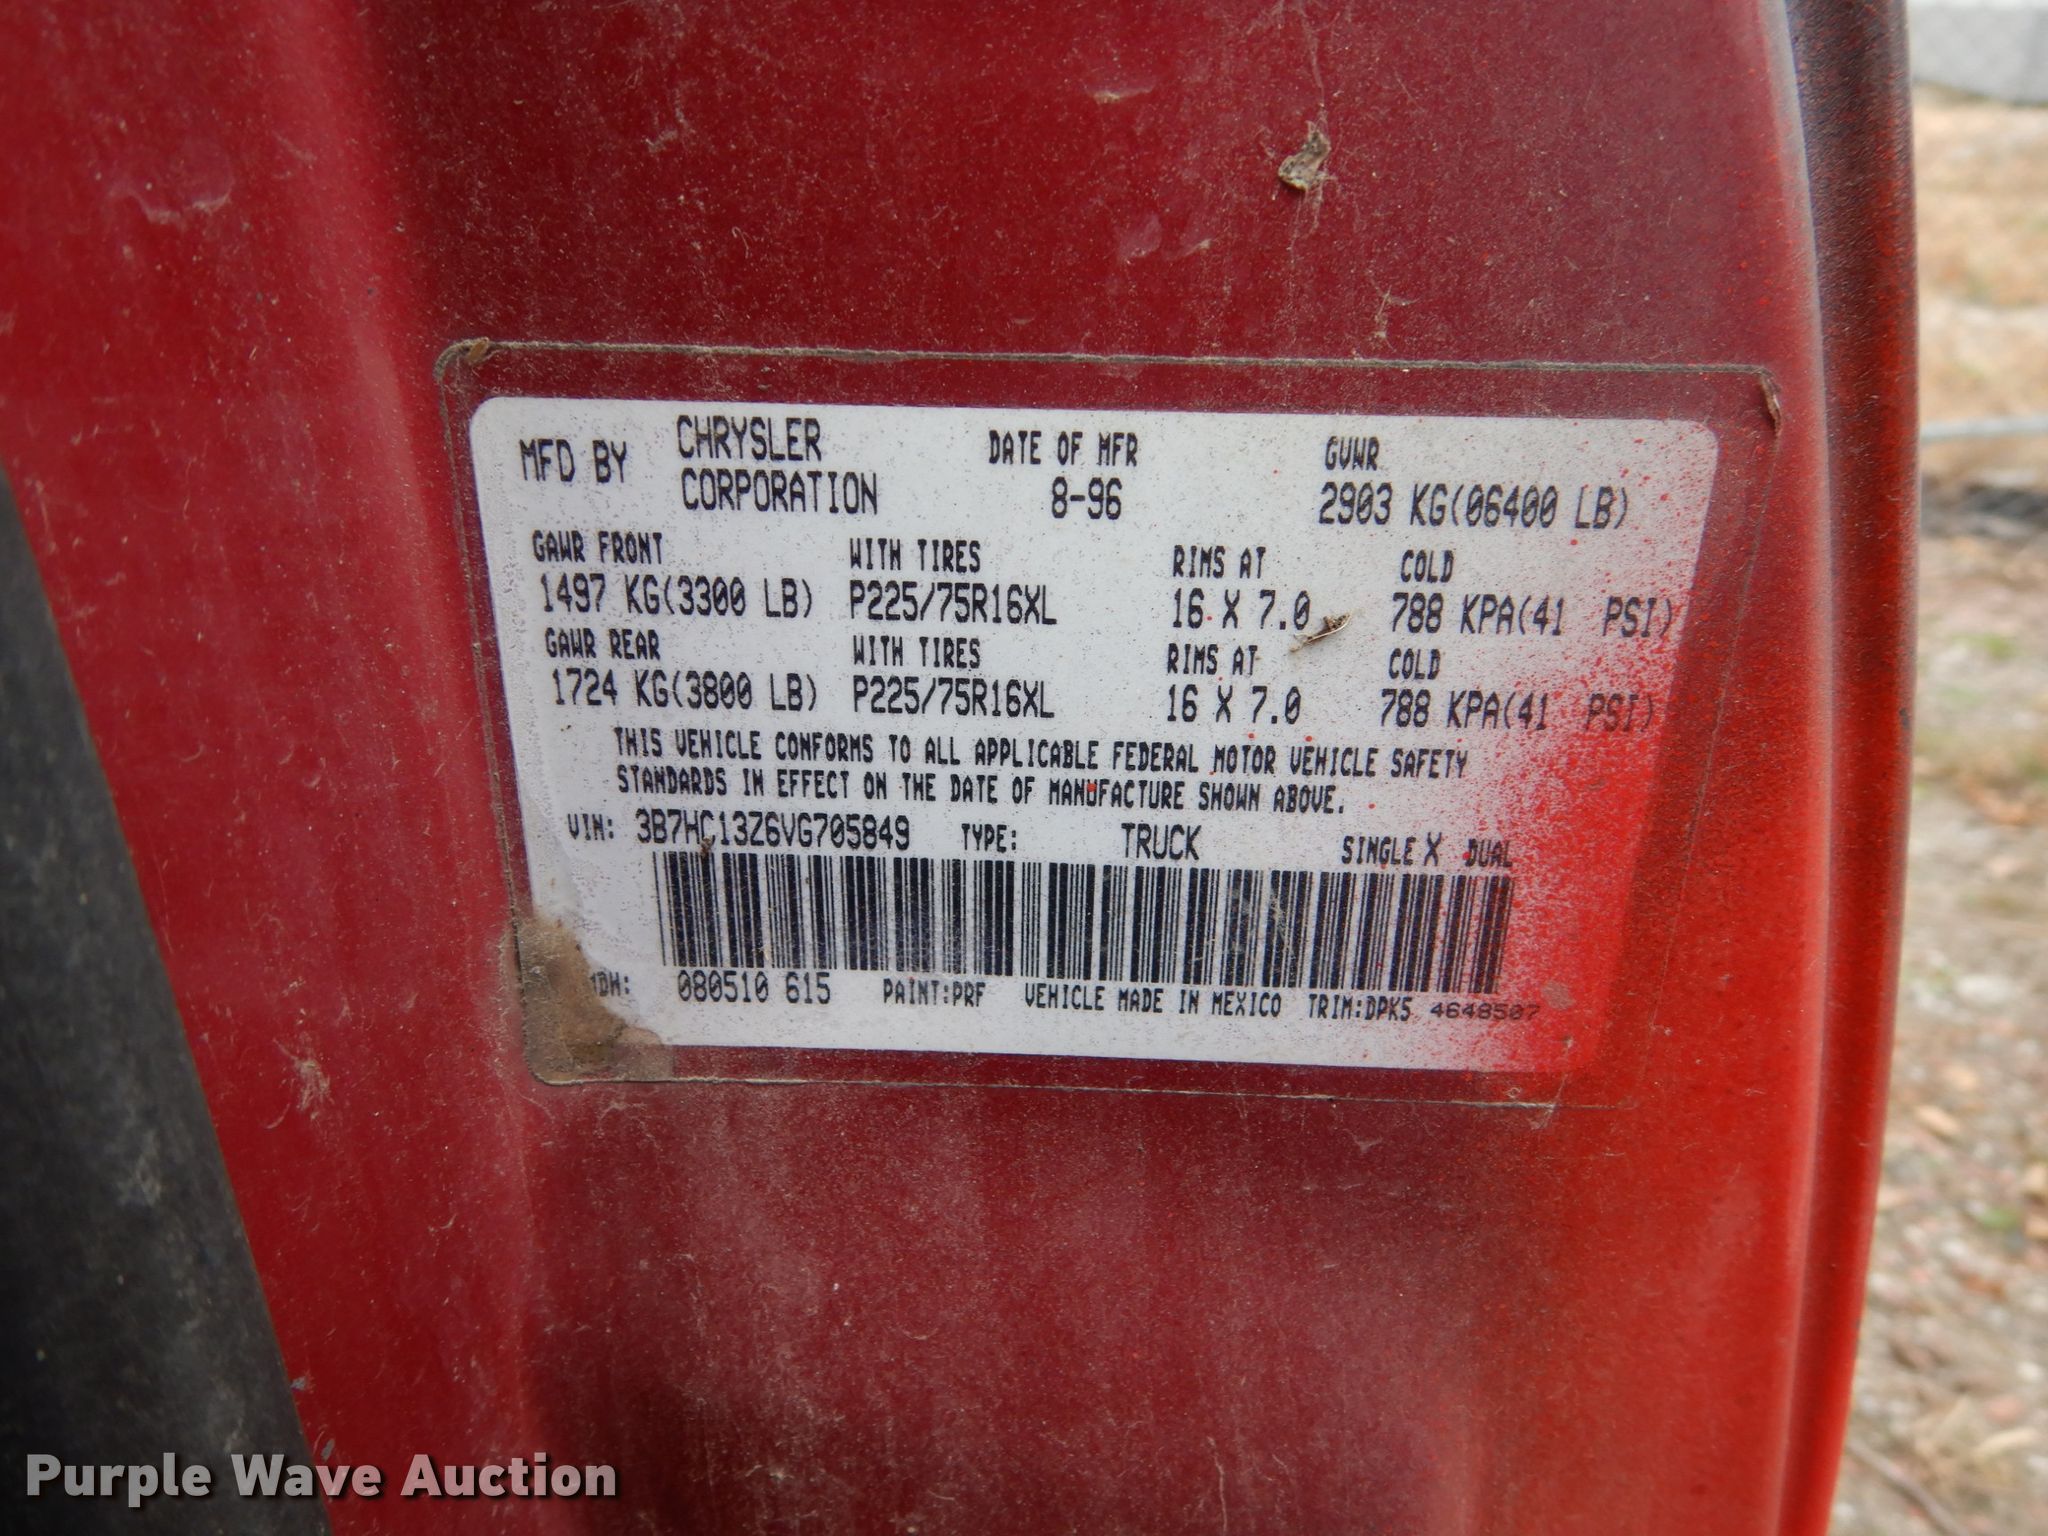 MFD BY CHRYSLER CORPORATION DATE OF MFR 8-96 GVWR 2903 KG(06400 LB)
GAWR FRONT WITH TIRES RIMS AT COLD
1497 KG(3300 LB) P225/75R16XL 16 X 7.0 788 KPA(41 PSI)
GAWR REAR WITH TIRES RIMS AT COLD
1724 KG(3800 LB) P225/75R16XL 16 X 7.0 788 KPA(41 PSI)
THIS VEHICLE CONFORMS TO ALL APPLICABLE FEDERAL MOTOR VEHICLE SAFETY
STANDARDS IN EFFECT ON THE DATE OF MANUFACTURE SHOWN ABOVE.
VIN: 3B7HC13Z6VG705849 TYPE: TRUCK SINGLE X DUAL
080510 615 PAINT:PRF VEHICLE MADE IN MEXICO TRIM:DPK5 4648507
Purple Wave Auction